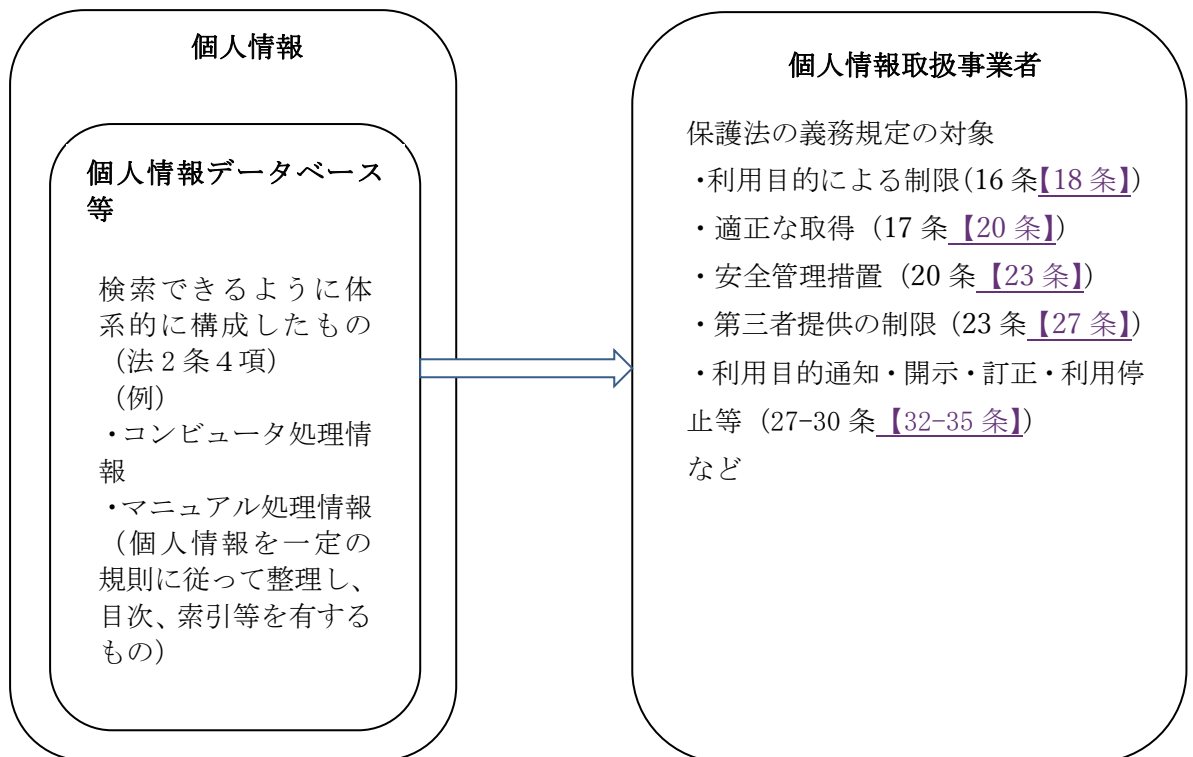 個人情報
個人情報データベース
等
検索できるように体
系的に構成したもの
(法2条4項)
(例)
・コンピュータ処理情
報
・マニュアル処理情報
(個人情報を一定の
規則に従って整理し、
目次、索引等を有する
もの)
個人情報取扱事業者
保護法の義務規定の対象
・利用目的による制限(16 条【18 条】)
・適正な取得(17 条【20 条】)
・安全管理措置(20 条【23 条】)
・第三者提供の制限(23 条【27 条】)
・利用目的通知・開示・訂正・利用停
止等(27-30 条【32-35 条】)
など